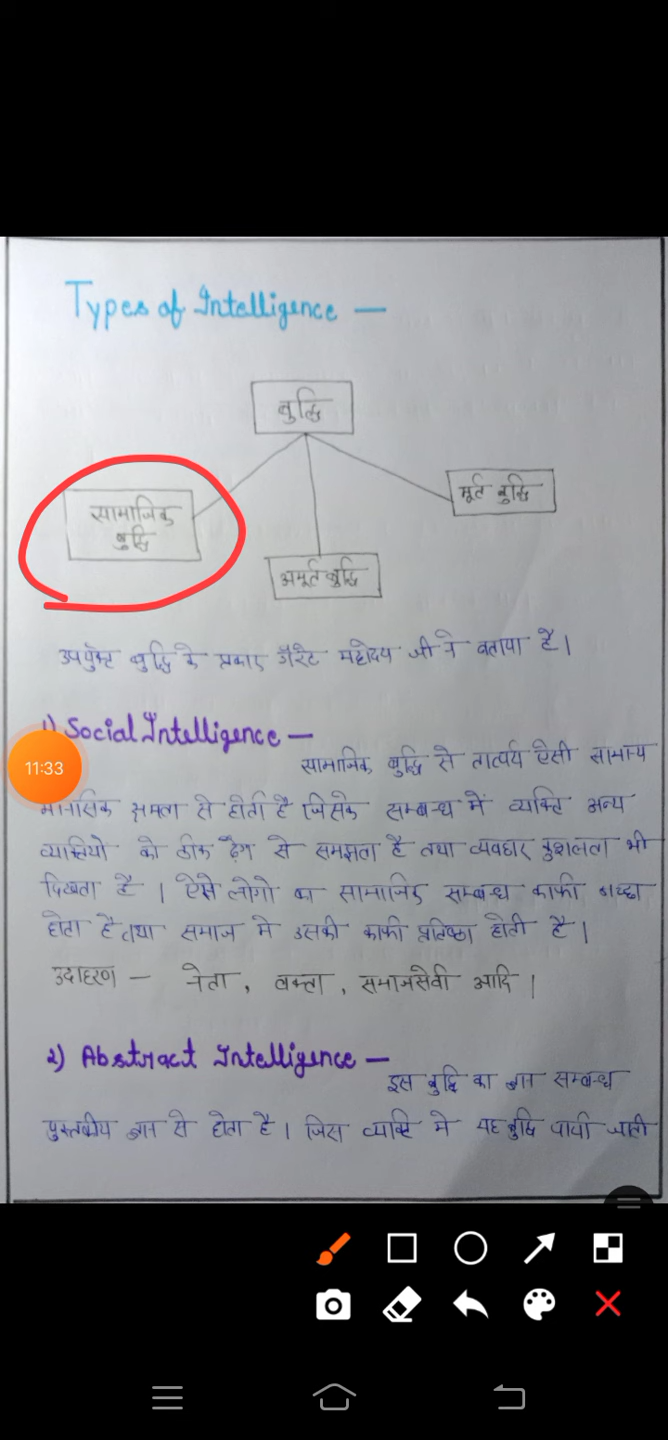 Types of Intelligence —
बुद्धि
सामाजिक
बुद्धि
अमूर्त बुद्धि
मूर्त बुद्धि
उपर्युक्त बुद्धि के प्रकार गैरेट महोदय जी ने बताया है।
1) Social Intelligence —
11:33
सामाजिक बुद्धि से तात्पर्य ऐसी सामान्य
मानसिक क्षमता से होती है जिसके सम्बन्ध में व्यक्ति अन्य
व्यक्तियो को ठीक ढ़ंग से समझता है तथा व्यवहार कुशलता भी
दिखता है। ऐसे लोगो का सामाजिक सम्बन्ध काफी अच्छा
होता है तथा समाज मे उसकी काफी प्रतिष्ठा होती है।
उदाहरण — नेता, वक्ता, समाजसेवी आदि।
2) Abstract Intelligence —
इस बुद्धि का ज्ञान सम्बन्ध
पुस्तकीय ज्ञान से होता है। जिस व्यक्ति मे यह बुद्धि पायी जाती